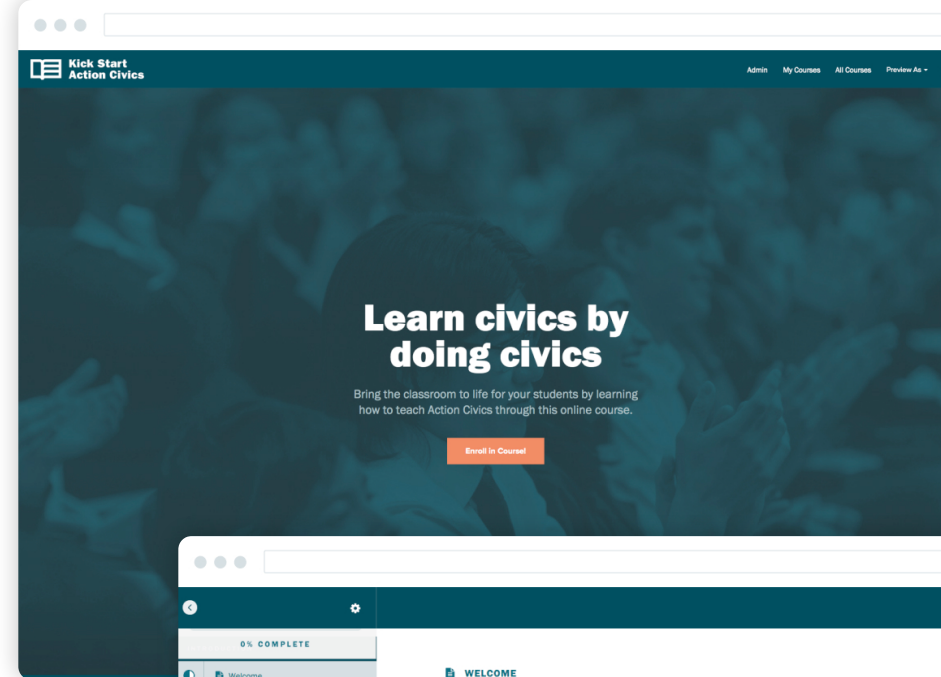 Kick Start
Action Civics
Admin My Courses All Courses Preview As
Learn civics by
doing civics
Bring the classroom to life for your students by learning
how to teach Action Civics through this online course.
Enroll in Course!
0% COMPLETE
Welcome
WELCOME